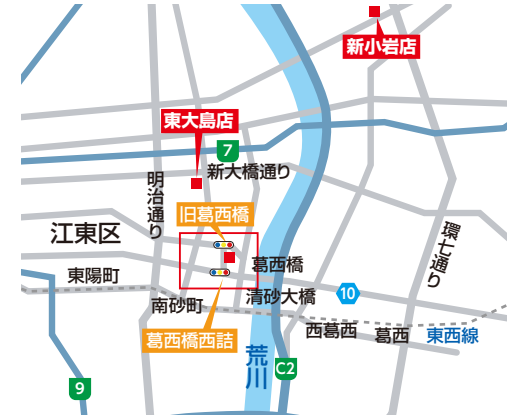 新小岩店
東大島店
7
新大橋通り
明治通り
旧葛西橋
環七通り
江東区
葛西橋
東陽町
清砂大橋
10
南砂町
葛西橋西詰
西葛西
葛西
東西線
荒川
C2
9